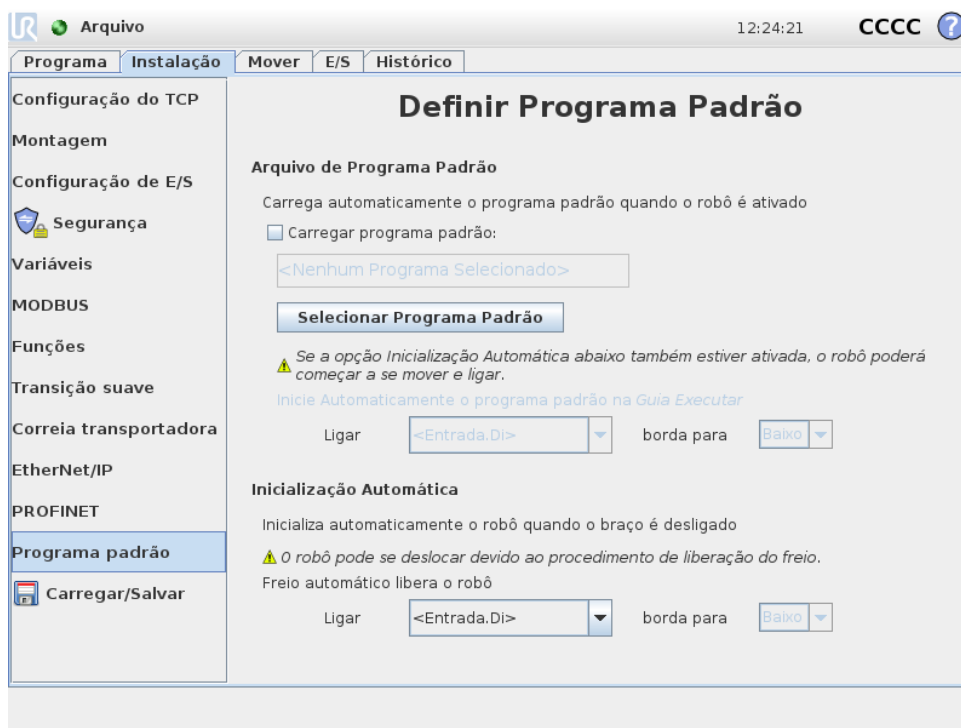 UR Arquivo 12:24:21 CCCC ?
Programa Instalação Mover E/S Histórico
Configuração do TCP
Montagem
Configuração de E/S
Segurança
Variáveis
MODBUS
Funções
Transição suave
Correia transportadora
EtherNet/IP
PROFINET
Programa padrão
Carregar/Salvar
Definir Programa Padrão
Arquivo de Programa Padrão
Carrega automaticamente o programa padrão quando o robô é ativado
Carregar programa padrão:
<Nenhum Programa Selecionado>
Selecionar Programa Padrão
Se a opção Inicialização Automática abaixo também estiver ativada, o robô poderá
começar a se mover e ligar.
Inicie Automaticamente o programa padrão na Guia Executar
Ligar <Entrada.Di> borda para Baixo
Inicialização Automática
Inicializa automaticamente o robô quando o braço é desligado
O robô pode se deslocar devido ao procedimento de liberação do freio.
Freio automático libera o robô
Ligar <Entrada.Di> borda para Baixo